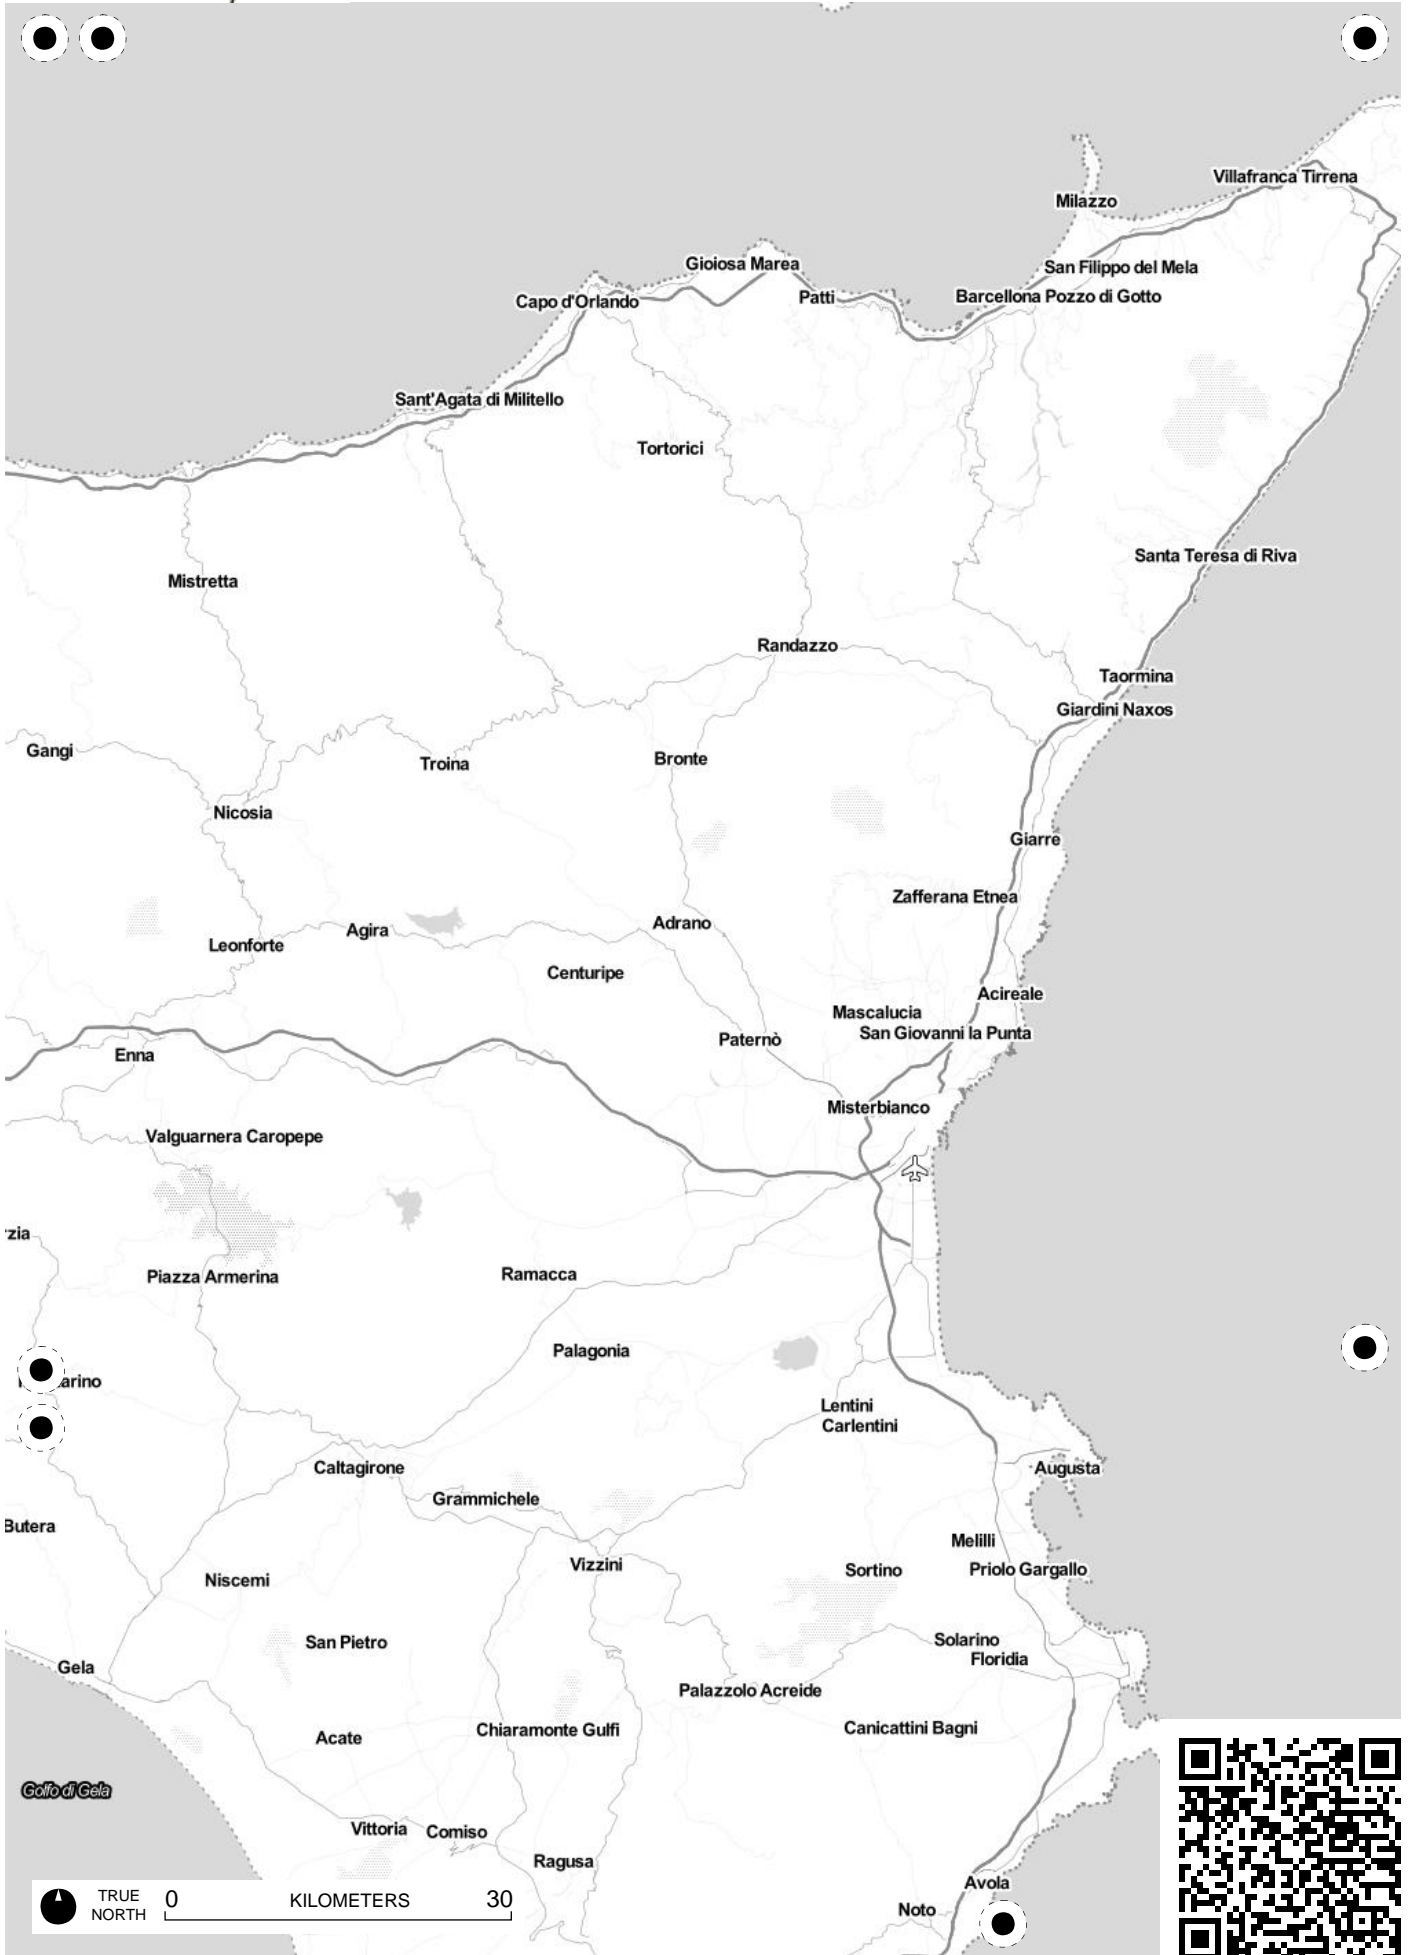 Villafranca Tirrena
Milazzo
Gioiosa Marea
San Filippo del Mela
Capo d'Orlando
Patti
Barcellona Pozzo di Gotto
Sant'Agata di Militello
Tortorici
Santa Teresa di Riva
Mistretta
Randazzo
Taormina
Giardini Naxos
Gangi
Troina
Bronte
Nicosia
Giarre
Zafferana Etnea
Adrano
Agira
Leonforte
Centuripe
Acireale
Mascalucia
San Giovanni la Punta
Paternò
Enna
Misterbianco
Valguarnera Caropepe
rzia
Piazza Armerina
Ramacca
Palagonia
arino
Lentini
Carlentini
Caltagirone
Augusta
Grammichele
Butera
Melilli
Vizzini
Sortino
Priolo Gargallo
Niscemi
San Pietro
Solarino
Floridia
Gela
Palazzolo Acreide
Canicattini Bagni
Chiaramonte Gulfi
Acate
Golfo di Gela
Vittoria
Comiso
Ragusa
Avola
Noto
TRUE
NORTH
0 KILOMETERS 30